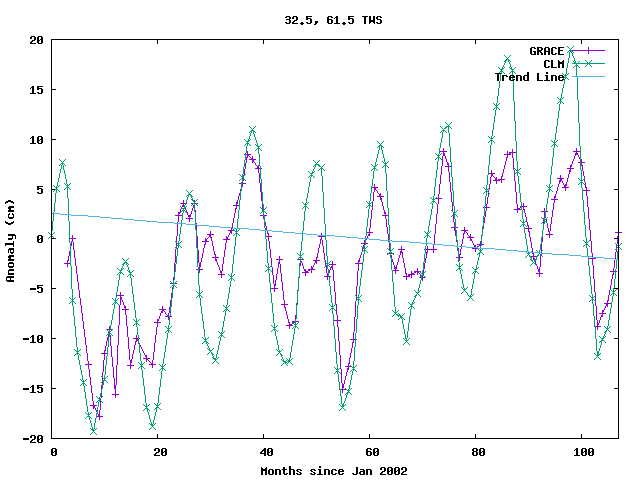 32.5, 61.5 TWS
GRACE
CLM
Trend Line
20
15
10
5
0
-5
-10
-15
-20
Anomaly (cm)
0 20 40 60 80 100
Months since Jan 2002